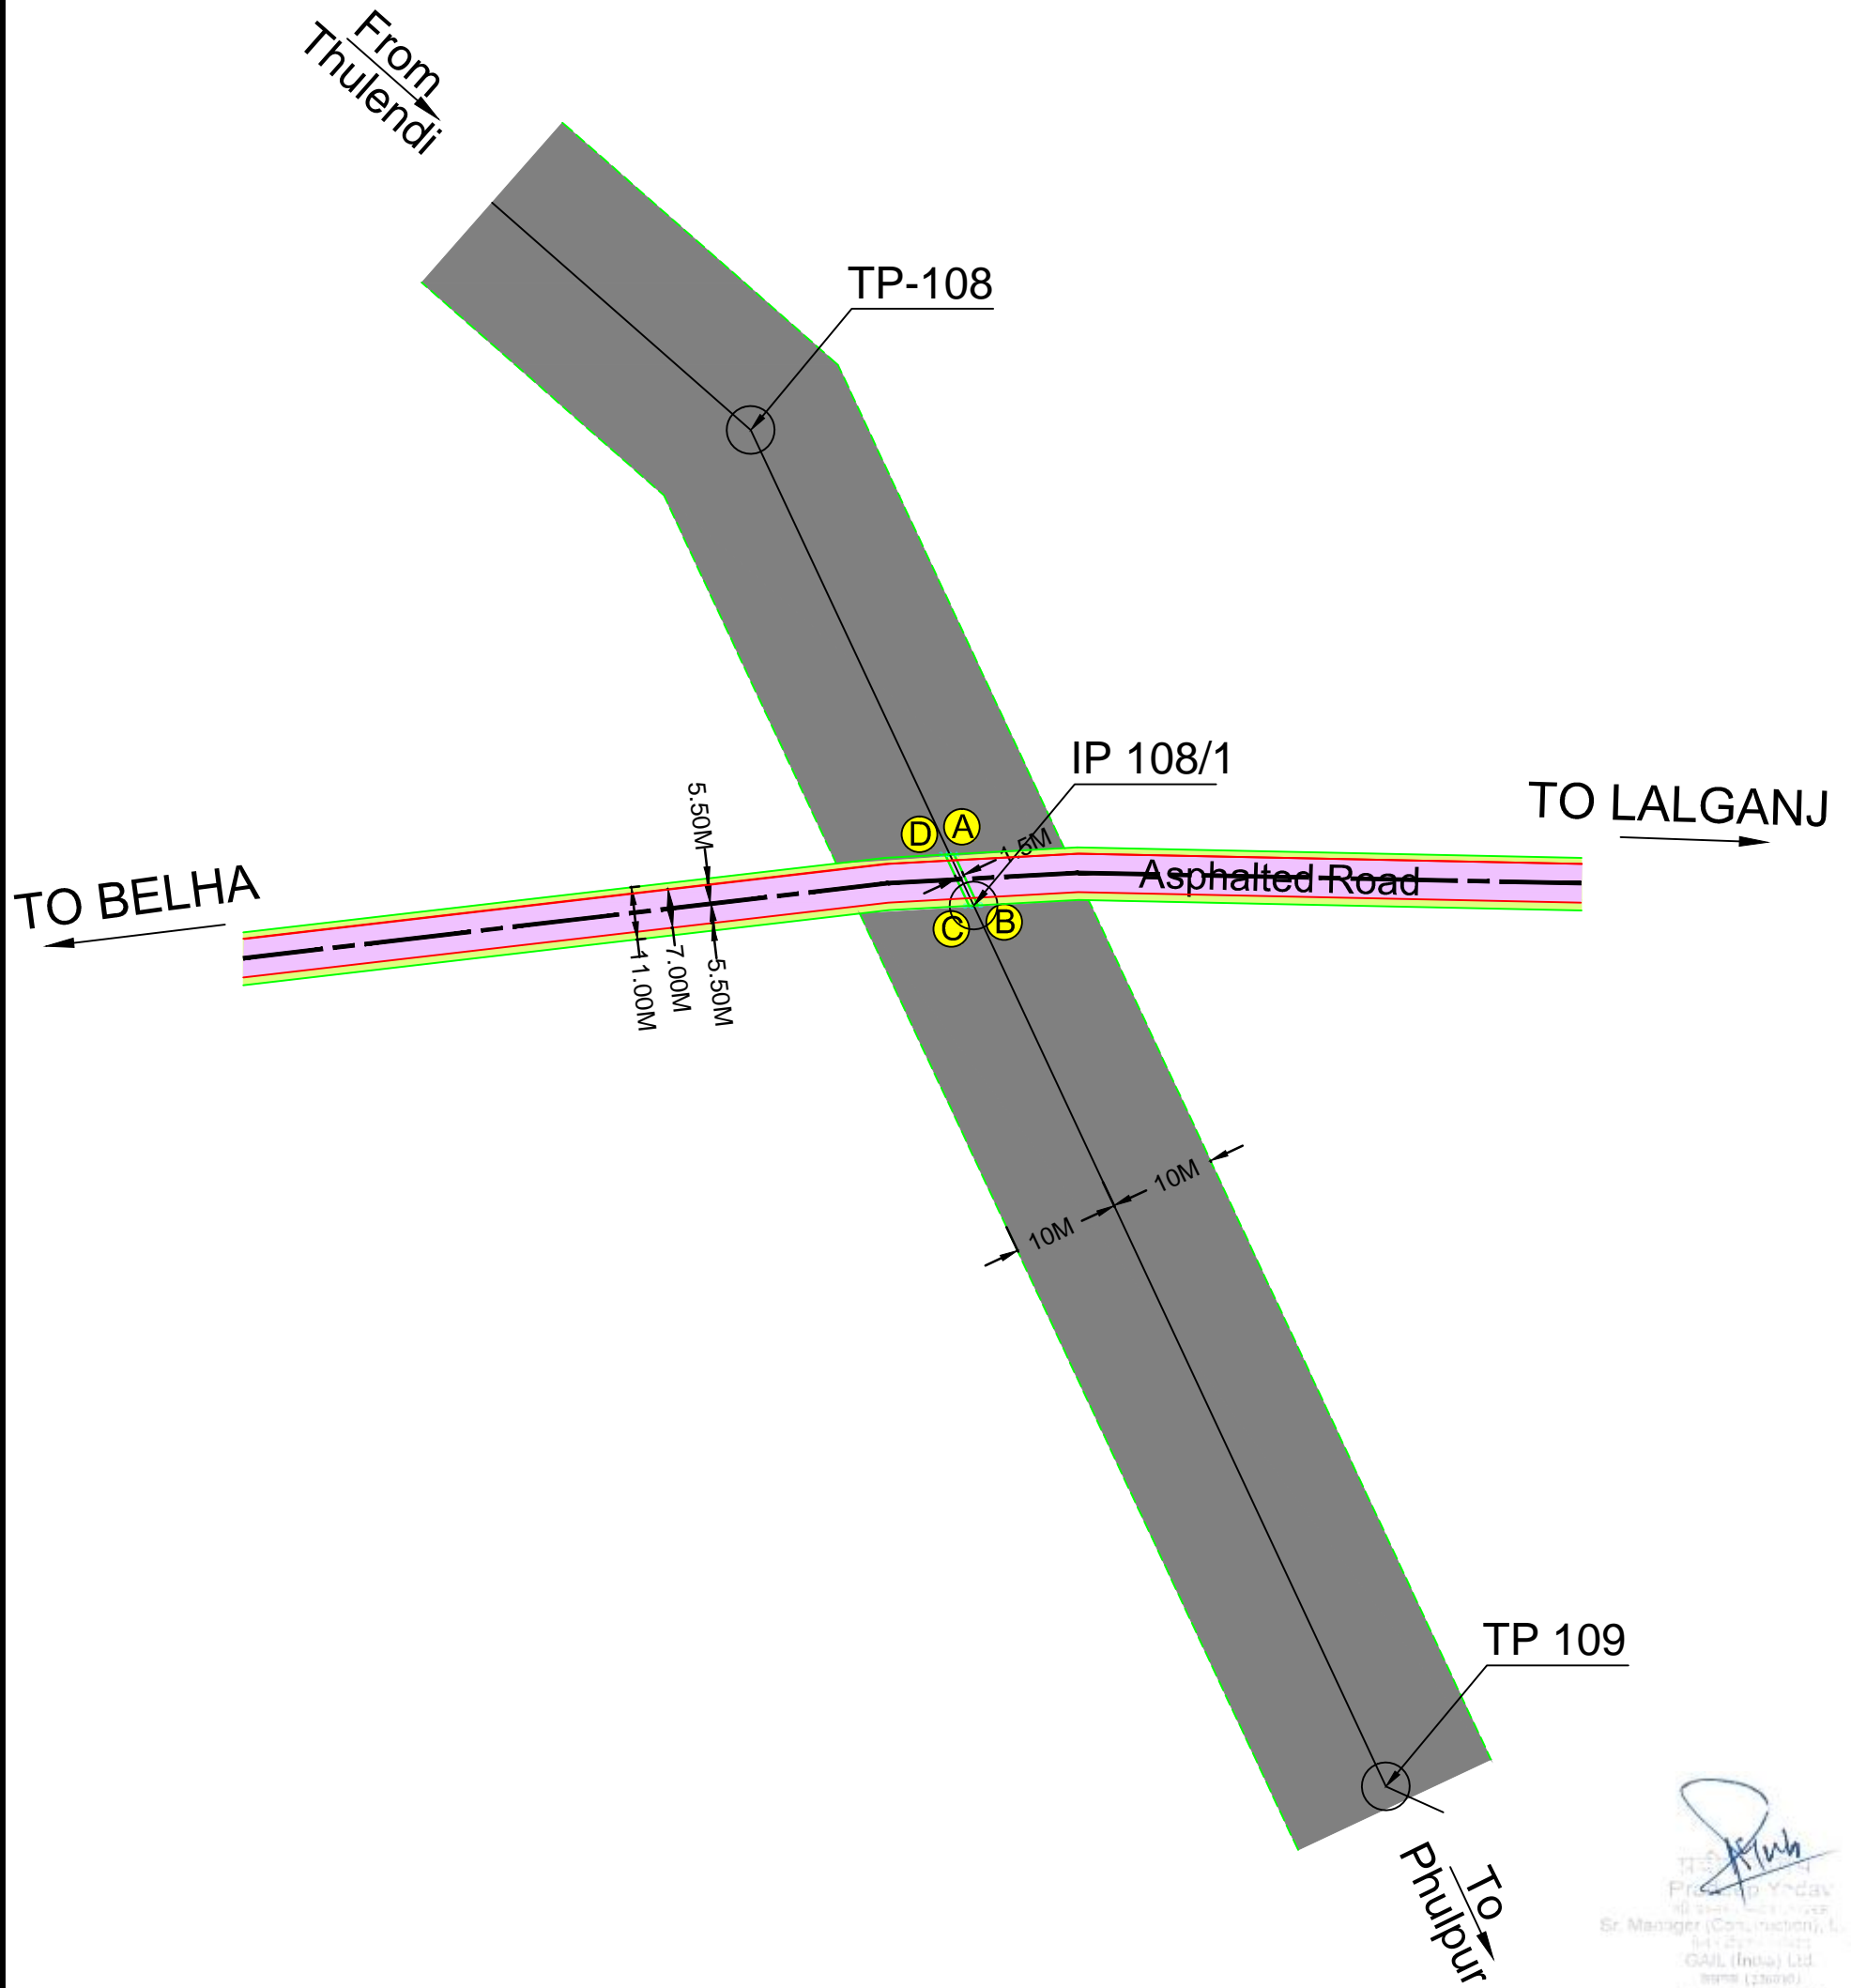 From
Thulendi
TP-108
IP 108/1
TO LALGANJ
5.50M
D
A
1.5M
Asphalted Road
TO BELHA
C
B
11.00M
7.00M
5.50M
10M
10M
TP 109
To
Phulpur
Pradeep Yadav
Sr. Manager (Construction),
GAIL (India) Ltd.